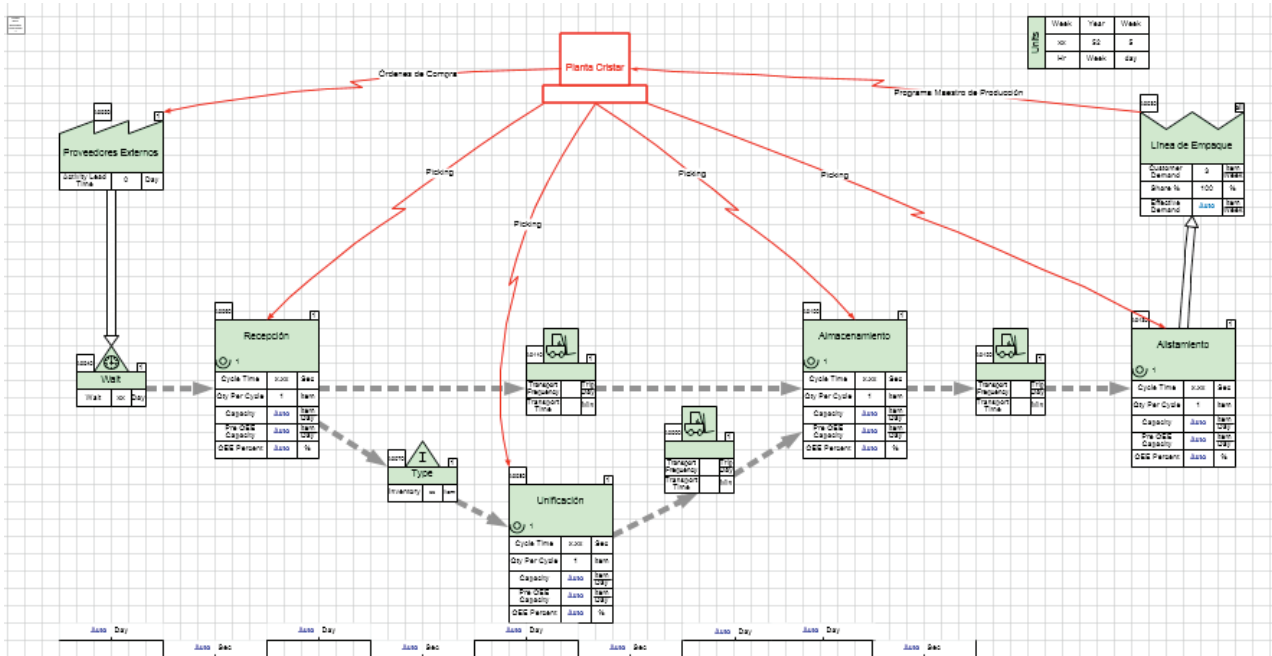 Units
Week Year Week
xx 52 5
Hr Week day
Planta Cristar
Órdenes de Compra
Programa Maestro de Producción
Proveedores Externos
Activity Lead Time 0 Day
Línea de Empaque
Customer Demand
Item Week
Share % 100 %
Effective Demand Auto Item Week
Picking
Picking
Picking
Picking
Wait
Wait xx Day
Recepción
1
Cycle Time x.xx Sec
Qty Per Cycle 1 Item
Capacity Auto Item Day
Pre OEE Capacity Auto Item Day
OEE Percent Auto %
Transport Frequency Trip Day
Transport Time Min
Almacenamiento
1
Cycle Time x.xx Sec
Qty Per Cycle 1 Item
Capacity Auto Item Day
Pre OEE Capacity Auto Item Day
OEE Percent Auto %
Transport Frequency Trip Day
Transport Time Min
Alistamiento
1
Cycle Time x.xx Sec
Qty Per Cycle 1 Item
Capacity Auto Item Day
Pre OEE Capacity Auto Item Day
OEE Percent Auto %
Transport Frequency Trip Day
Transport Time Min
I
Type
Inventory xx Item
Unificación
1
Cycle Time x.xx Sec
Qty Per Cycle 1 Item
Capacity Auto Item Day
Pre OEE Capacity Auto Item Day
OEE Percent Auto %
Auto Day
Auto Day
Auto Day
Auto Day
Auto Day
Auto Sec
Auto Sec
Auto Sec
Auto Sec